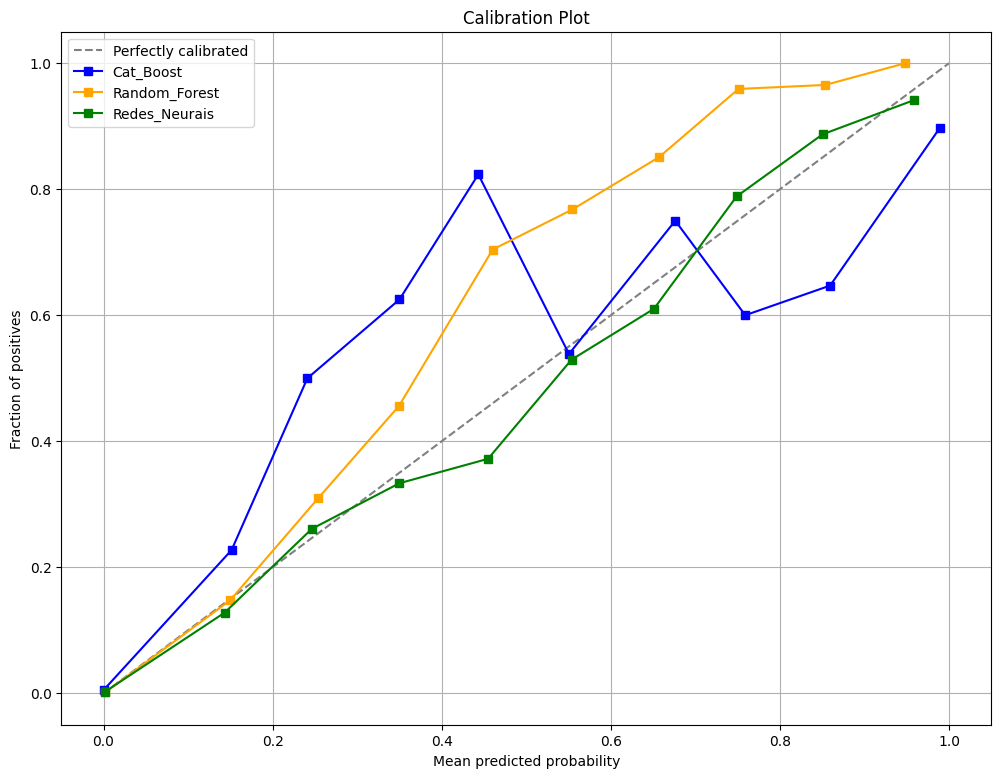 Calibration Plot
Perfectly calibrated
Cat_Boost
Random_Forest
Redes_Neurais
Fraction of positives
1.0
0.8
0.6
0.4
0.2
0.0
0.0 0.2 0.4 0.6 0.8 1.0
Mean predicted probability